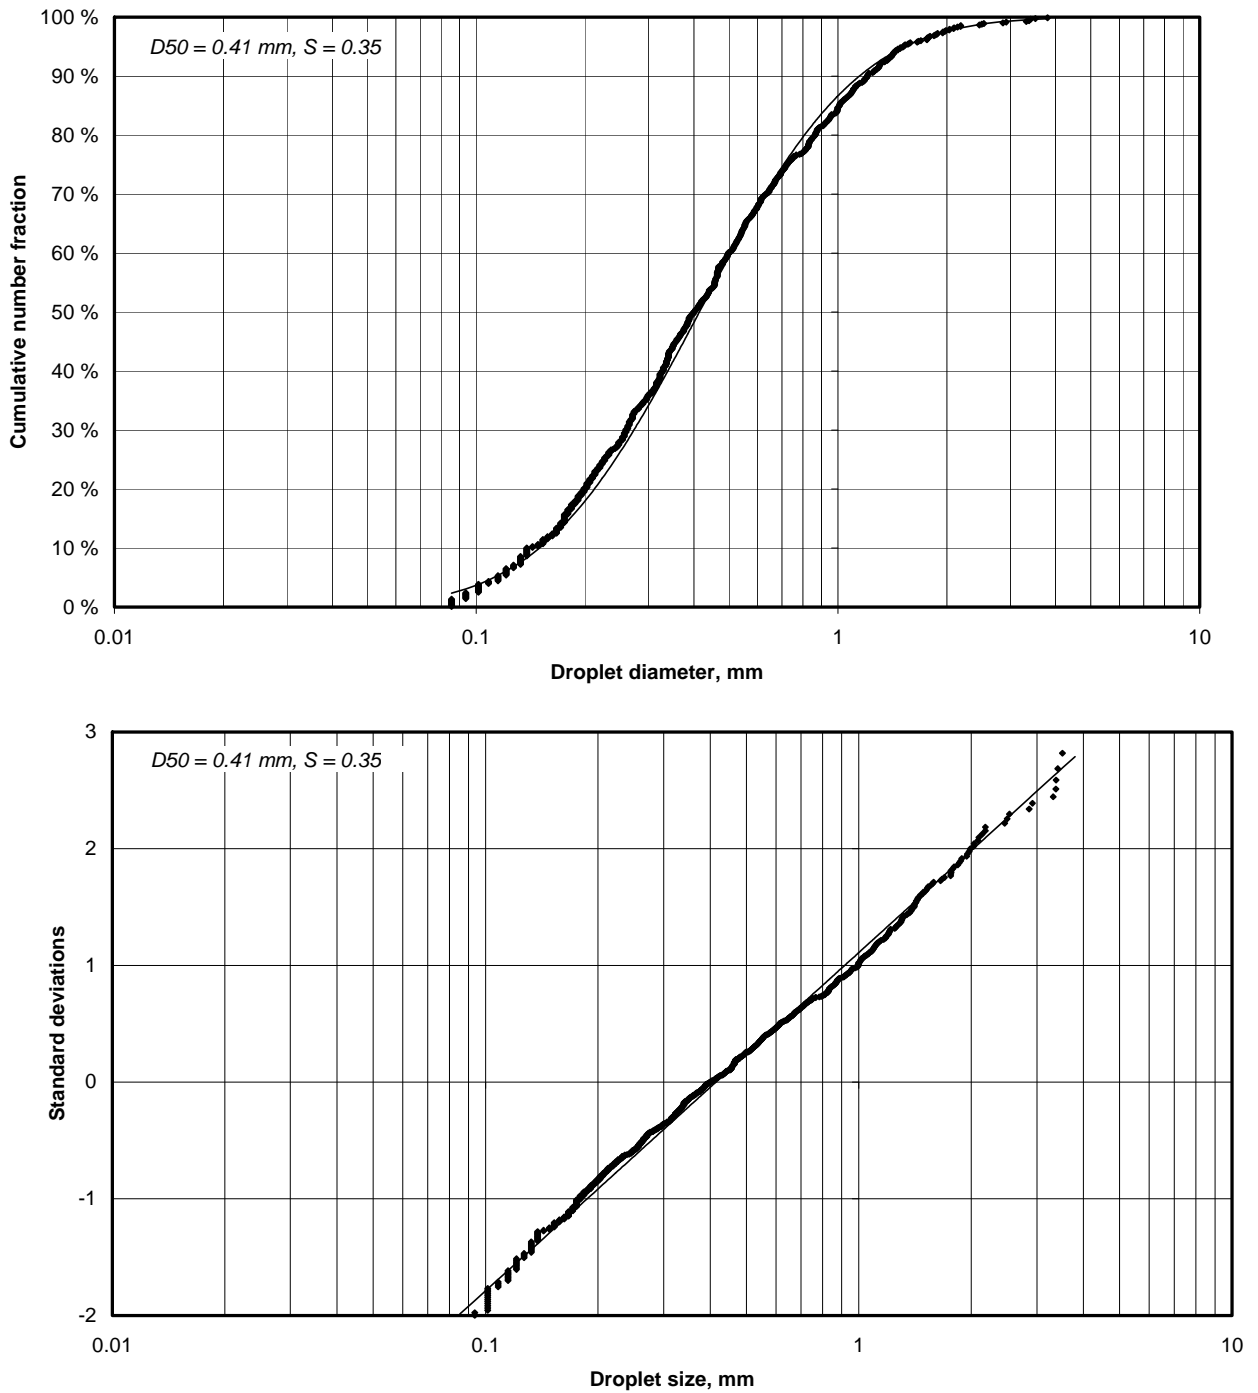 100 %
D50 = 0.41 mm, S = 0.35
90 %
80 %
70 %
60 %
50 %
40 %
30 %
20 %
10 %
0 %
Cumulative number fraction
0.01 0.1 1 10
Droplet diameter, mm
3
D50 = 0.41 mm, S = 0.35
2
1
0
-1
-2
Standard deviations
0.01 0.1 1 10
Droplet size, mm